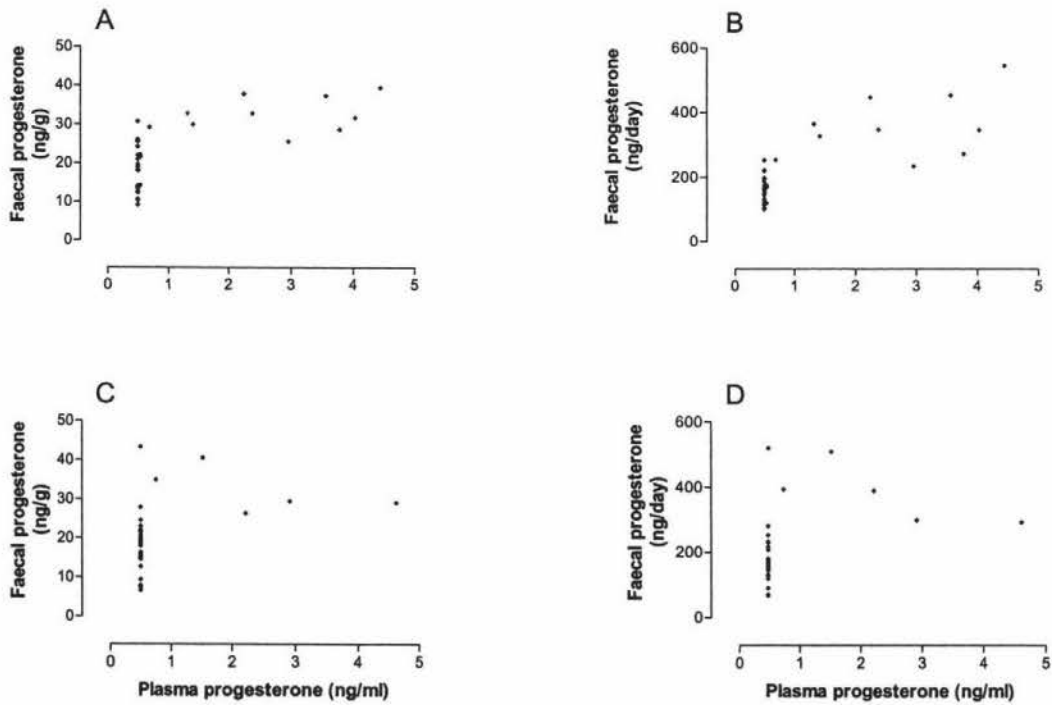 A
Faecal progesterone
(ng/g)
50
40
30
20
10
0
0 1 2 3 4 5
B
Faecal progesterone
(ng/day)
600
400
200
0
0 1 2 3 4 5
C
Faecal progesterone
(ng/g)
50
40
30
20
10
0
0 1 2 3 4 5
Plasma progesterone (ng/ml)
D
Faecal progesterone
(ng/day)
600
400
200
0
0 1 2 3 4 5
Plasma progesterone (ng/ml)